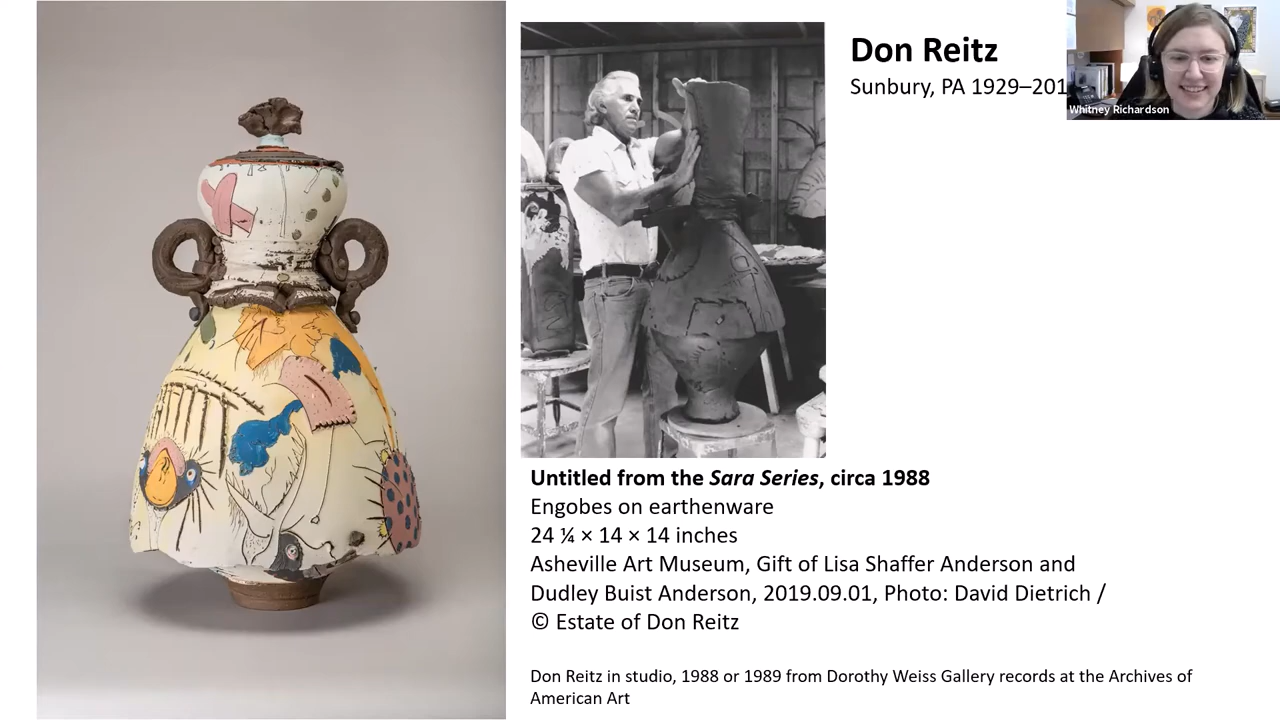 Don Reitz
Sunbury, PA 1929–201
Whitney Richardson
Untitled from the Sara Series, circa 1988
Engobes on earthenware
24 ¼ × 14 × 14 inches
Asheville Art Museum, Gift of Lisa Shaffer Anderson and
Dudley Buist Anderson, 2019.09.01, Photo: David Dietrich /
© Estate of Don Reitz
Don Reitz in studio, 1988 or 1989 from Dorothy Weiss Gallery records at the Archives of
American Art